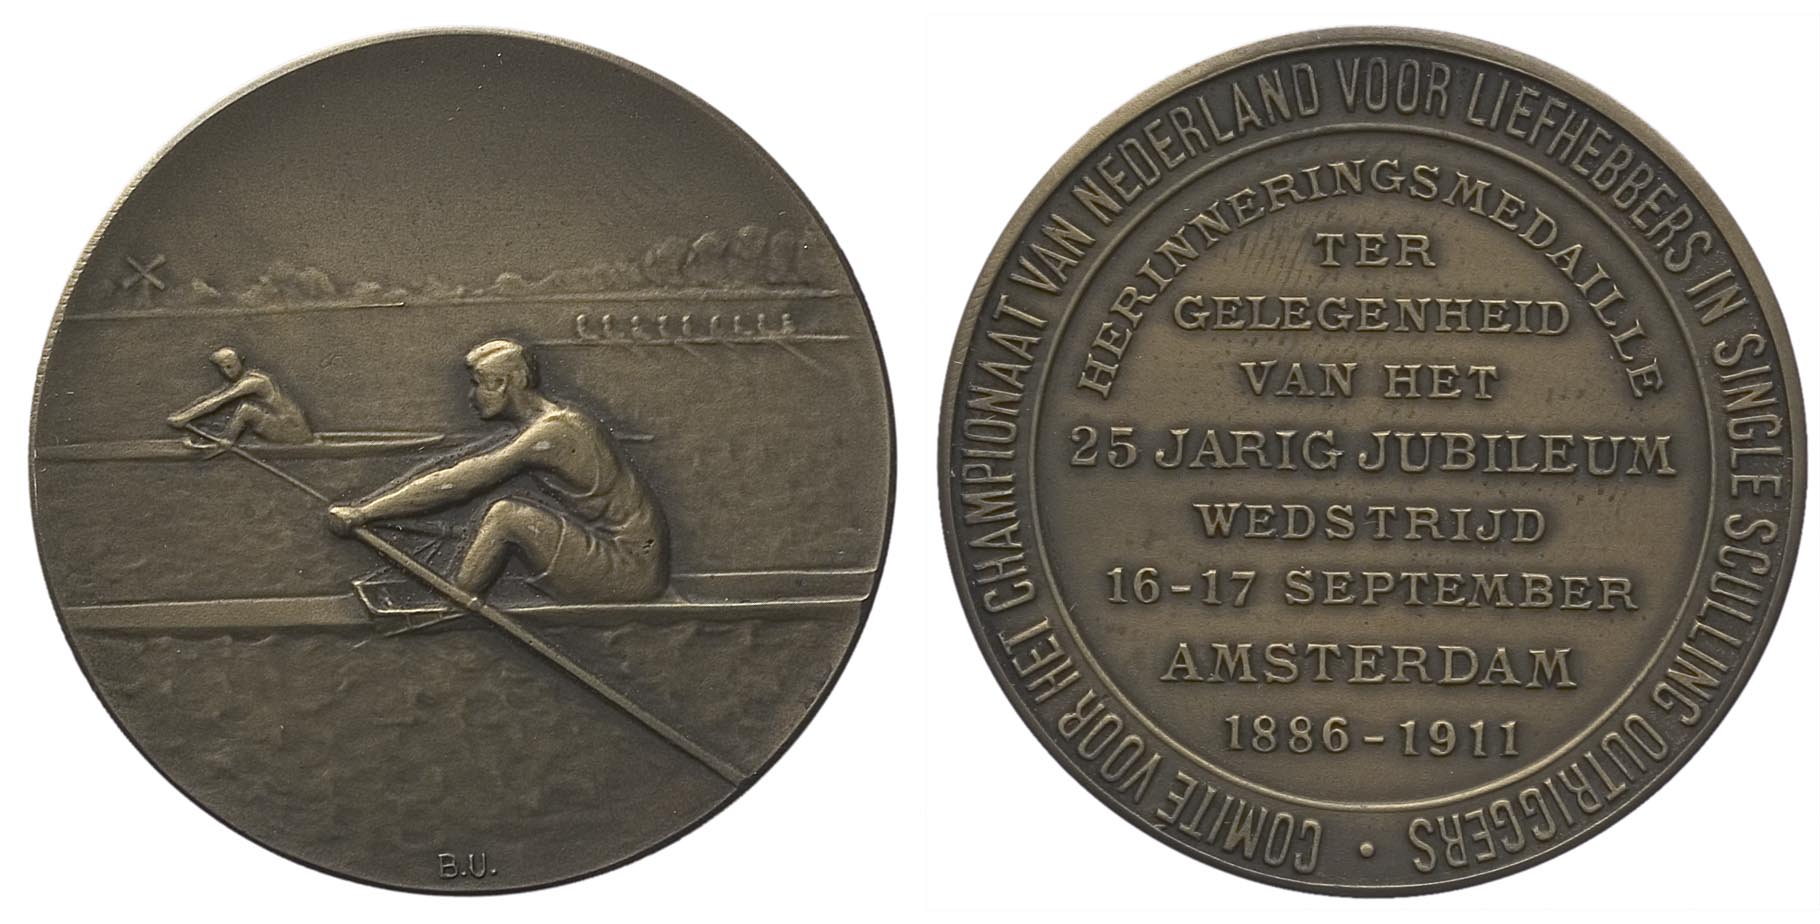 B.U.
COMITÉ VOOR HET CHAMPIONAAT VAN NEDERLAND VOOR LIEFHEBBERS IN SINGLE SCULLING OUTRIGGERS •
HERINNERINGSMEDAILLE
TER
GELEGENHEID
VAN HET
25 JARIG JUBILEUM
WEDSTRIJD
16-17 SEPTEMBER
AMSTERDAM
1886-1911